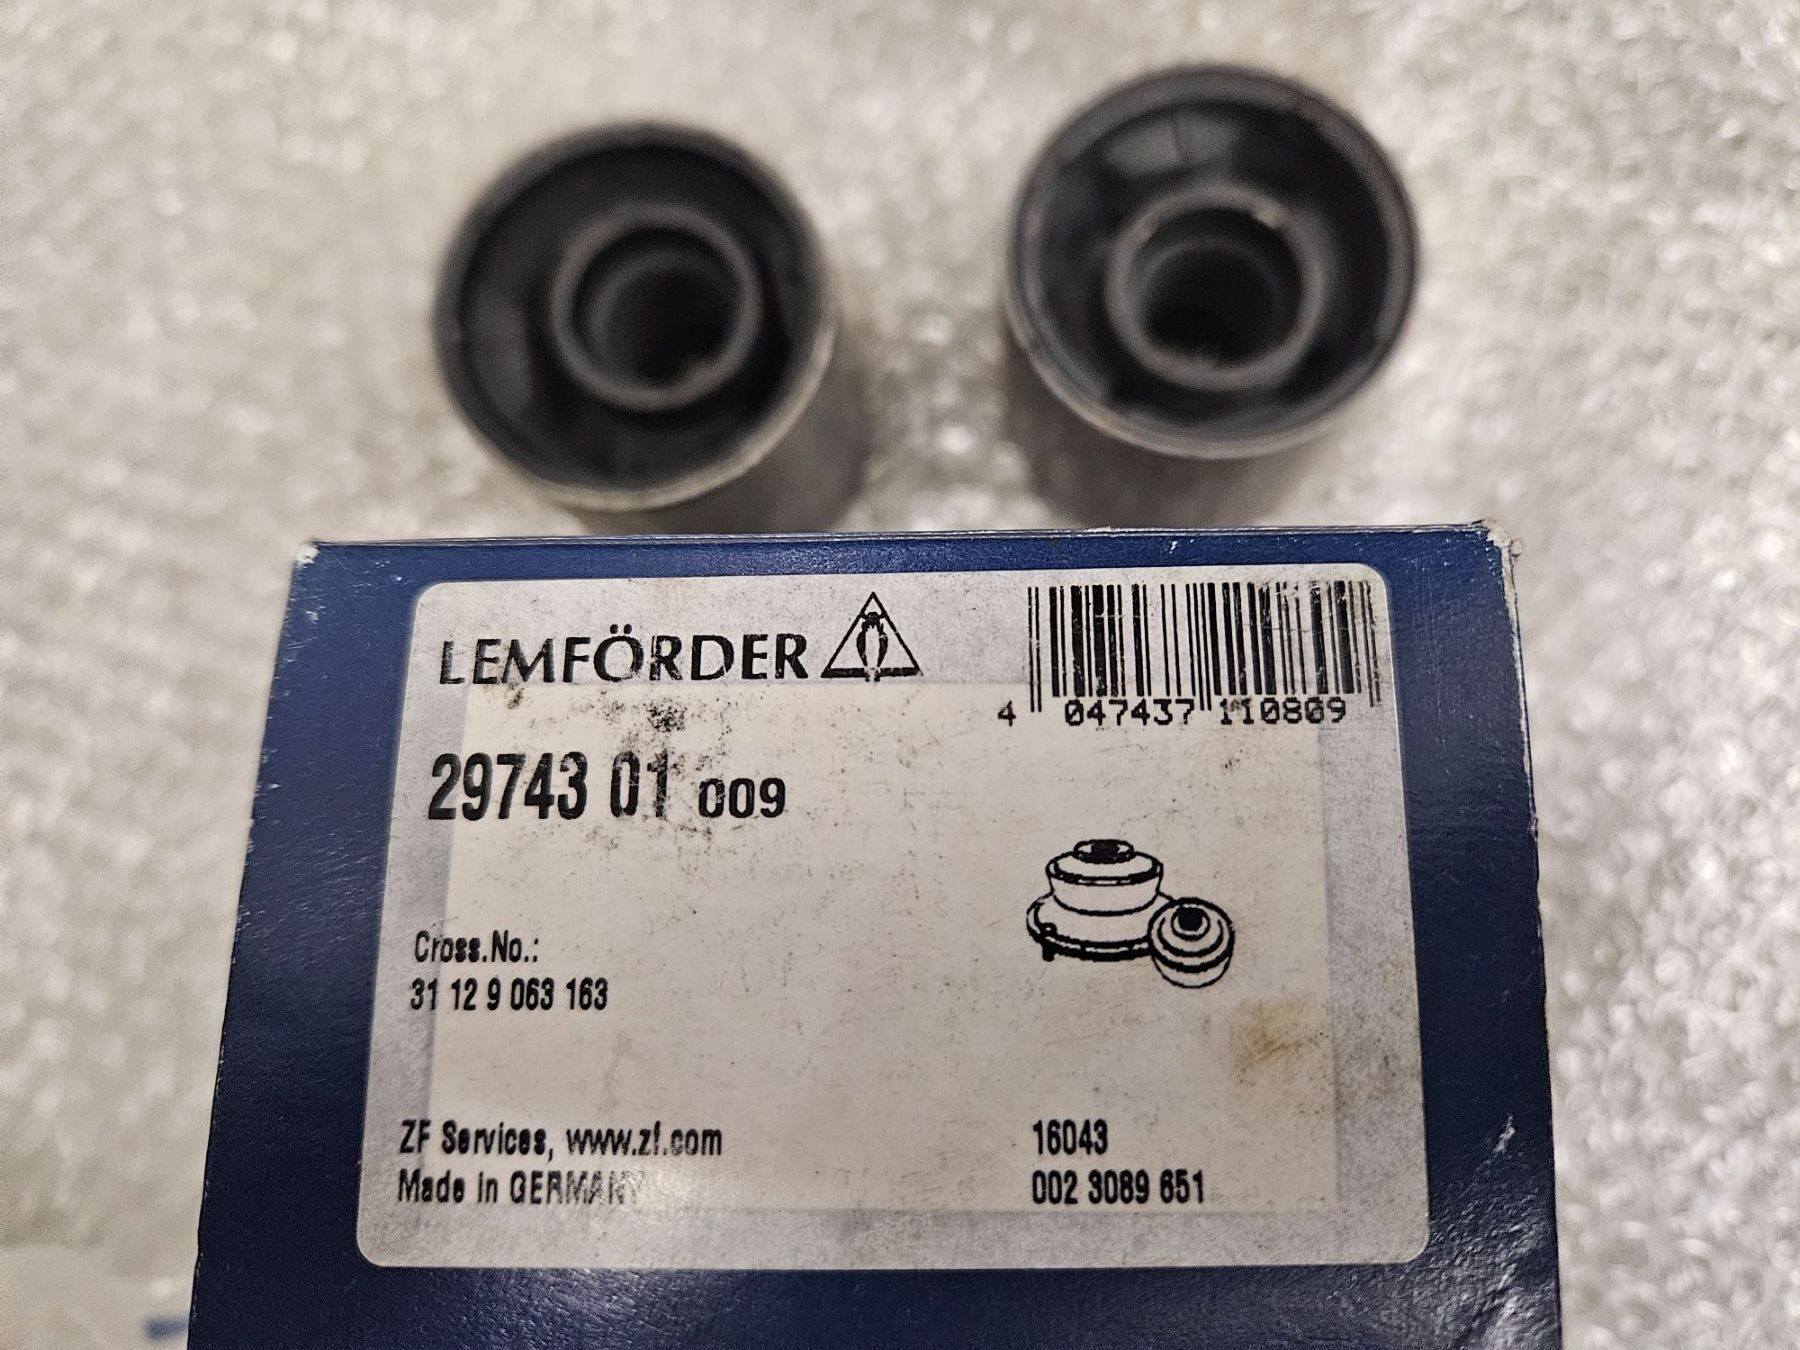 LEMFÖRDER
4 047437 110809
29743 01 009
Cross.No.:
31 12 9 063 163
ZF Services, www.zf.com
Made in GERMANY
16043
002 3089 651